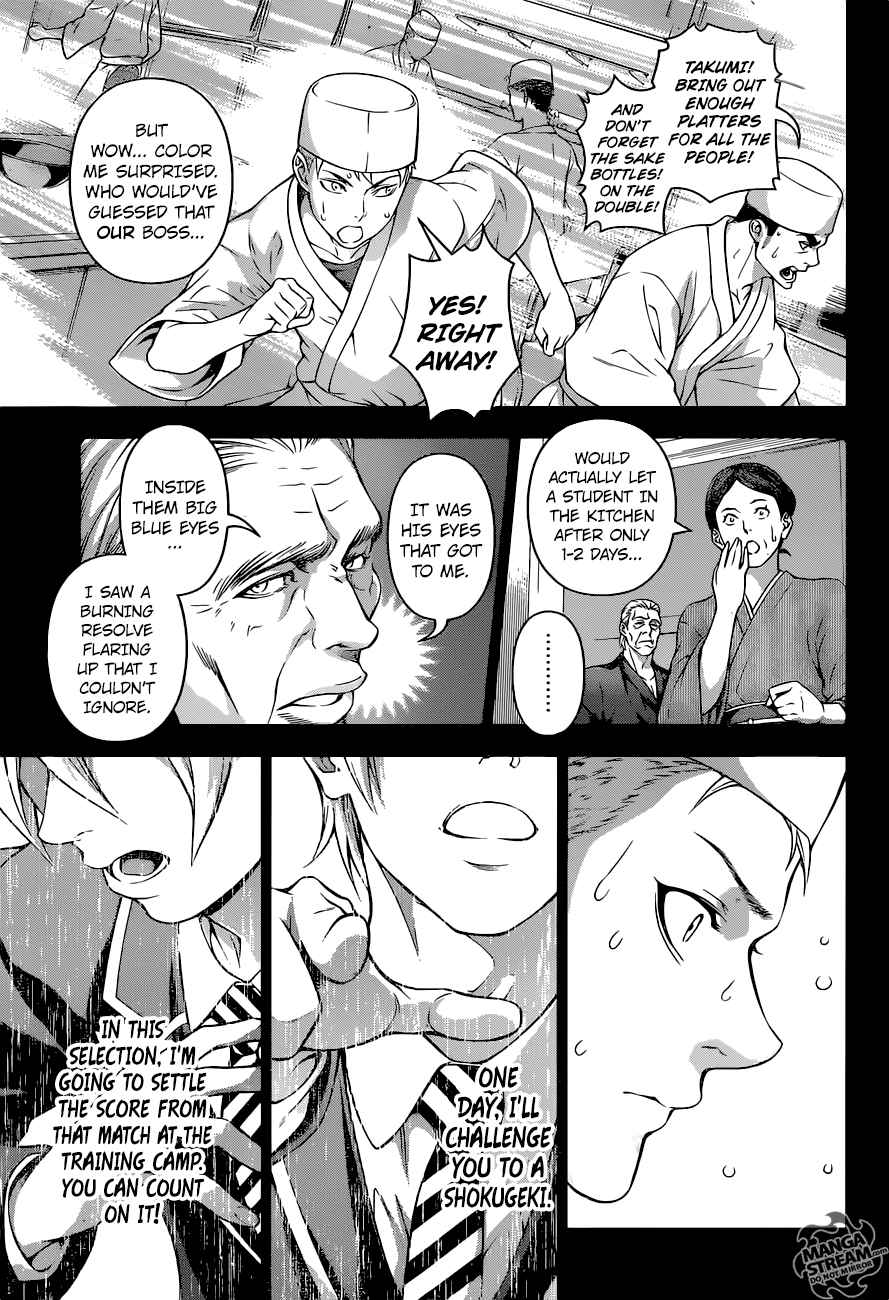 TAKUMI!
BRING OUT
ENOUGH
PLATTERS
FOR ALL THE
PEOPLE!
AND
DON'T
FORGET
THE SAKE
BOTTLES!
ON THE
DOUBLE!
YES!
RIGHT
AWAY!
BUT
WOW... COLOR
ME SURPRISED.
WHO WOULD'VE
GUESSED THAT
OUR BOSS...
WOULD
ACTUALLY LET
A STUDENT IN
THE KITCHEN
AFTER ONLY
1-2 DAYS...
.........
IT WAS
HIS EYES
THAT GOT
TO ME.
INSIDE
THEM BIG
BLUE EYES
...
I SAW A
BURNING
RESOLVE
FLARING
UP THAT I
COULDN'T
IGNORE.
ONE
DAY, I'LL
CHALLENGE
YOU TO A
SHOKUGEKI.
IN THIS
SELECTION, I'M
GOING TO SETTLE
THE SCORE FROM
THAT MATCH AT THE
TRAINING CAMP.
YOU CAN COUNT
ON IT!
MANGA
STREAM.com
DO NOT MIRROR